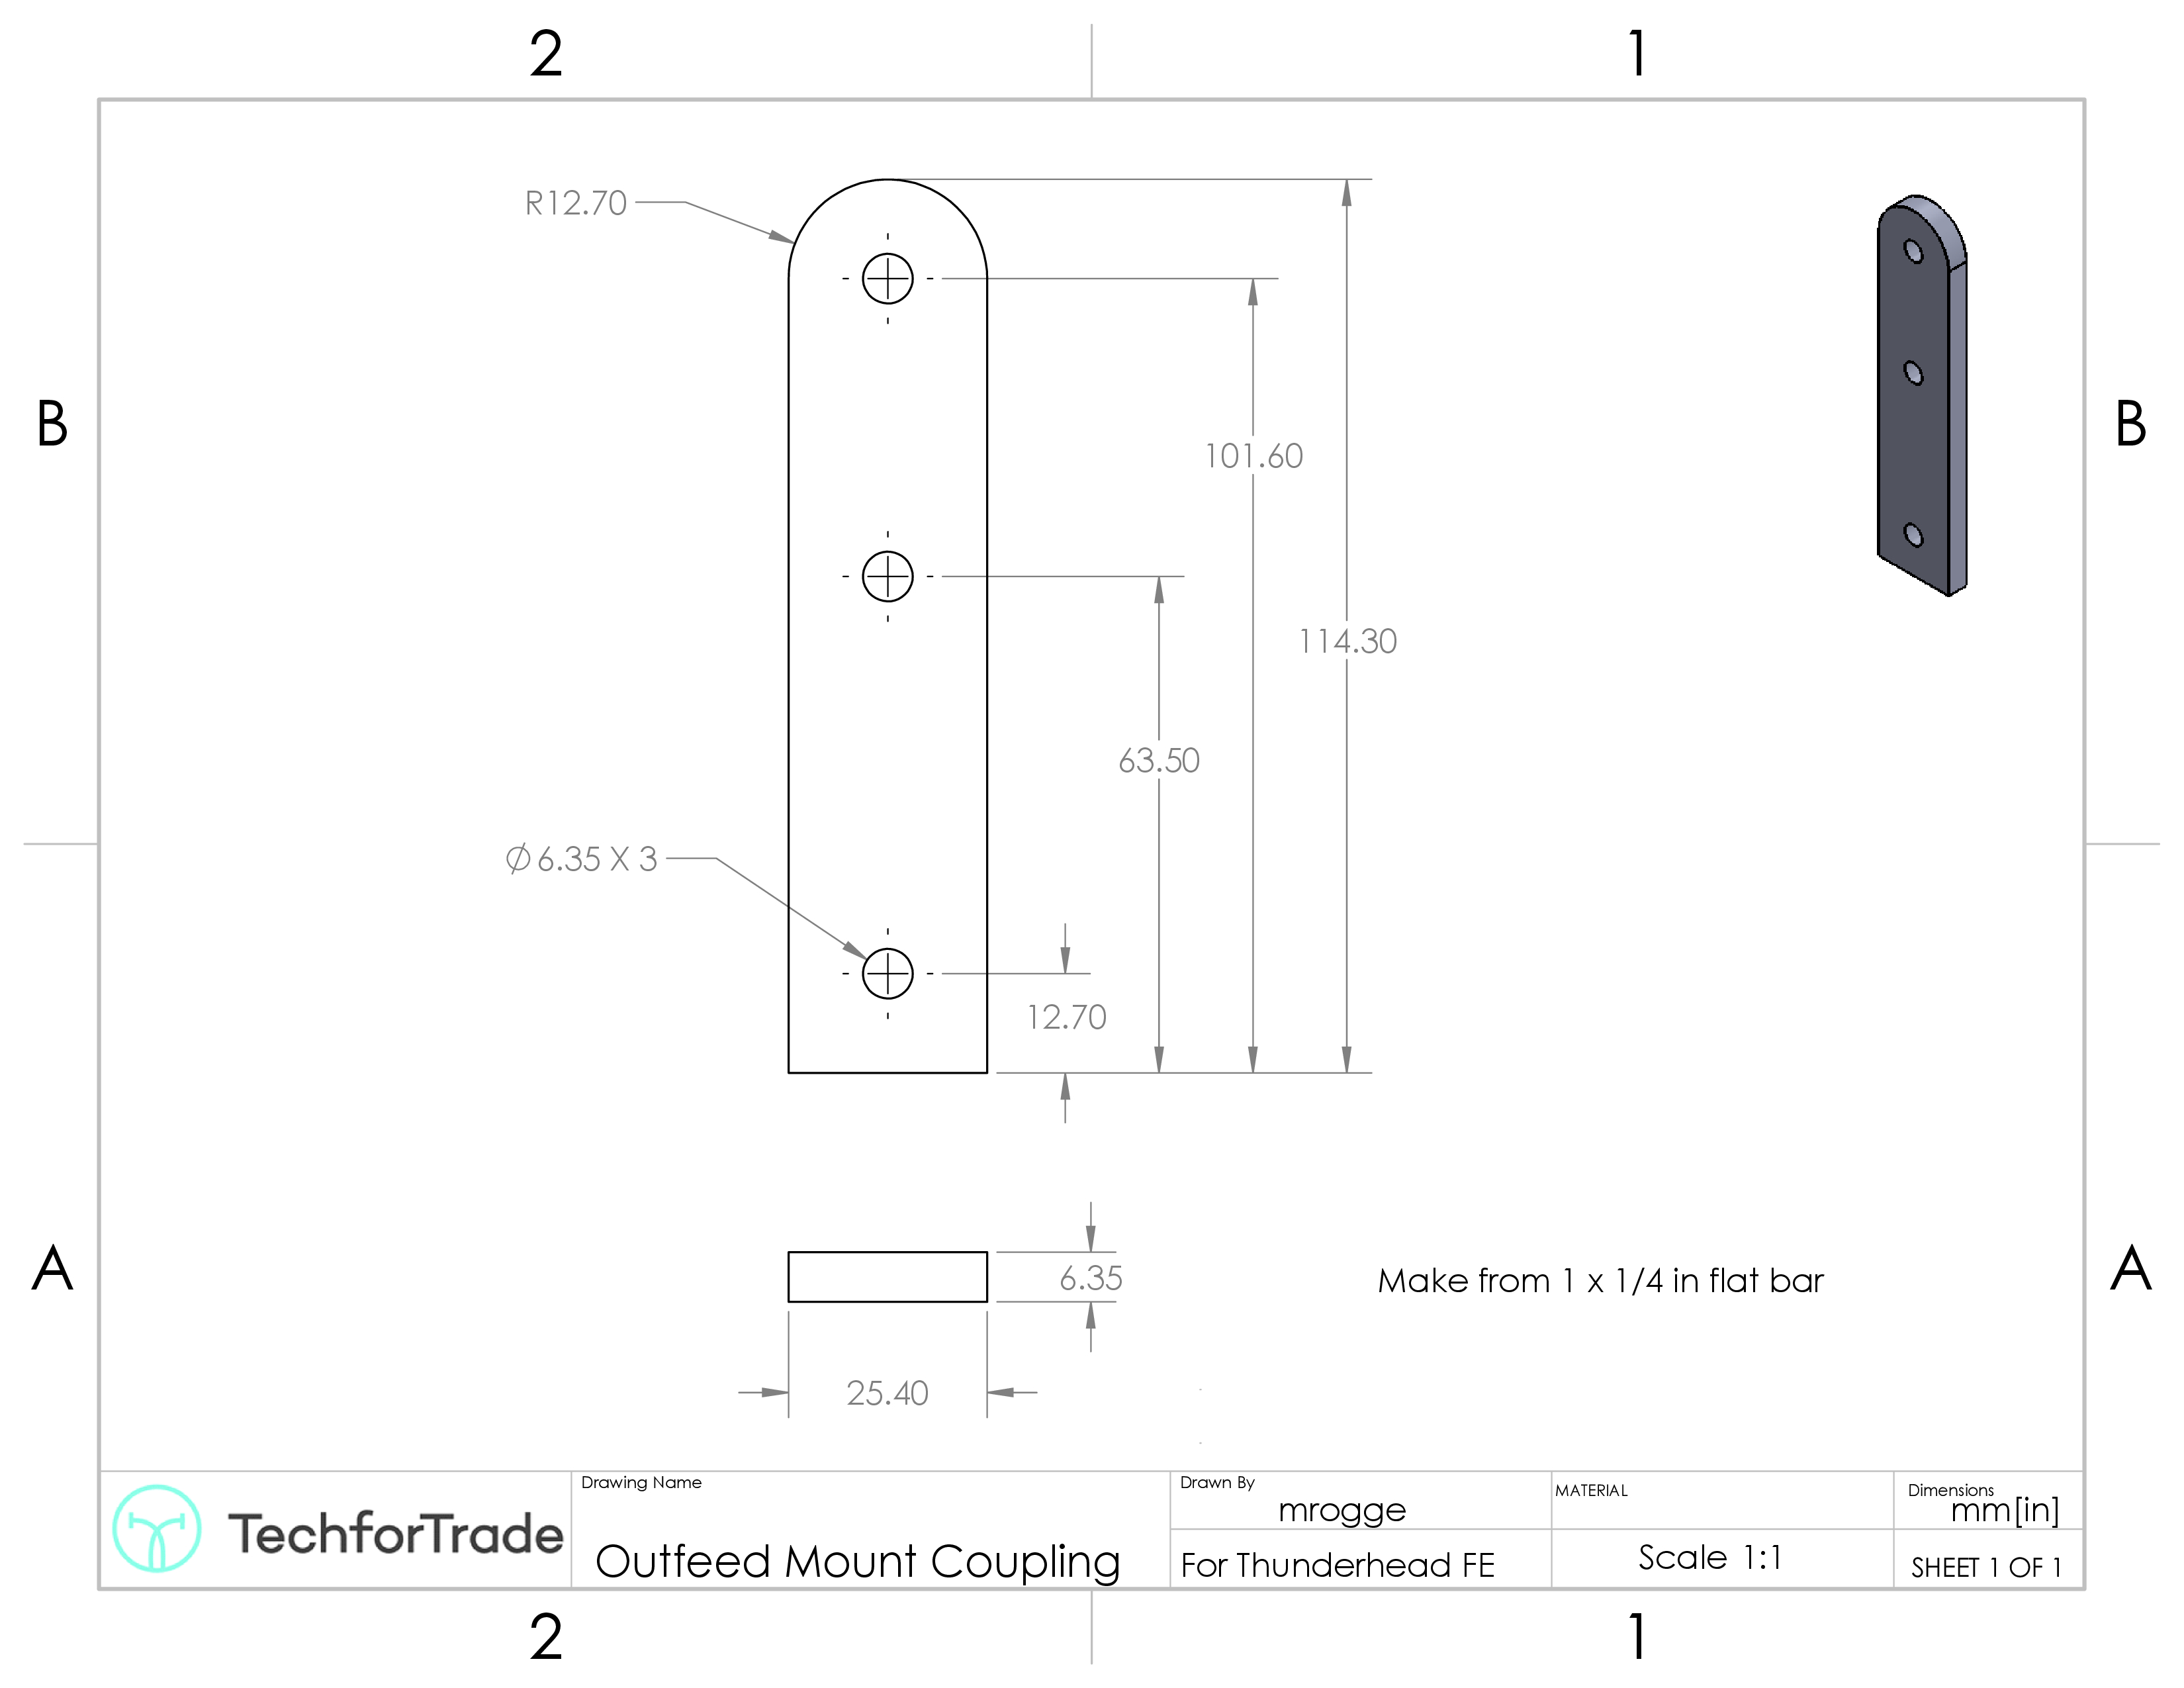 2 1
R12.70
B B
101.60
114.30
63.50
Ø 6.35 X 3
12.70
A A
6.35
Make from 1 x 1/4 in flat bar
25.40
TechforTrade
Drawing Name
Outfeed Mount Coupling
Drawn By
mrogge
For Thunderhead FE
MATERIAL
Scale 1:1
Dimensions
mm[in]
SHEET 1 OF 1
2 1